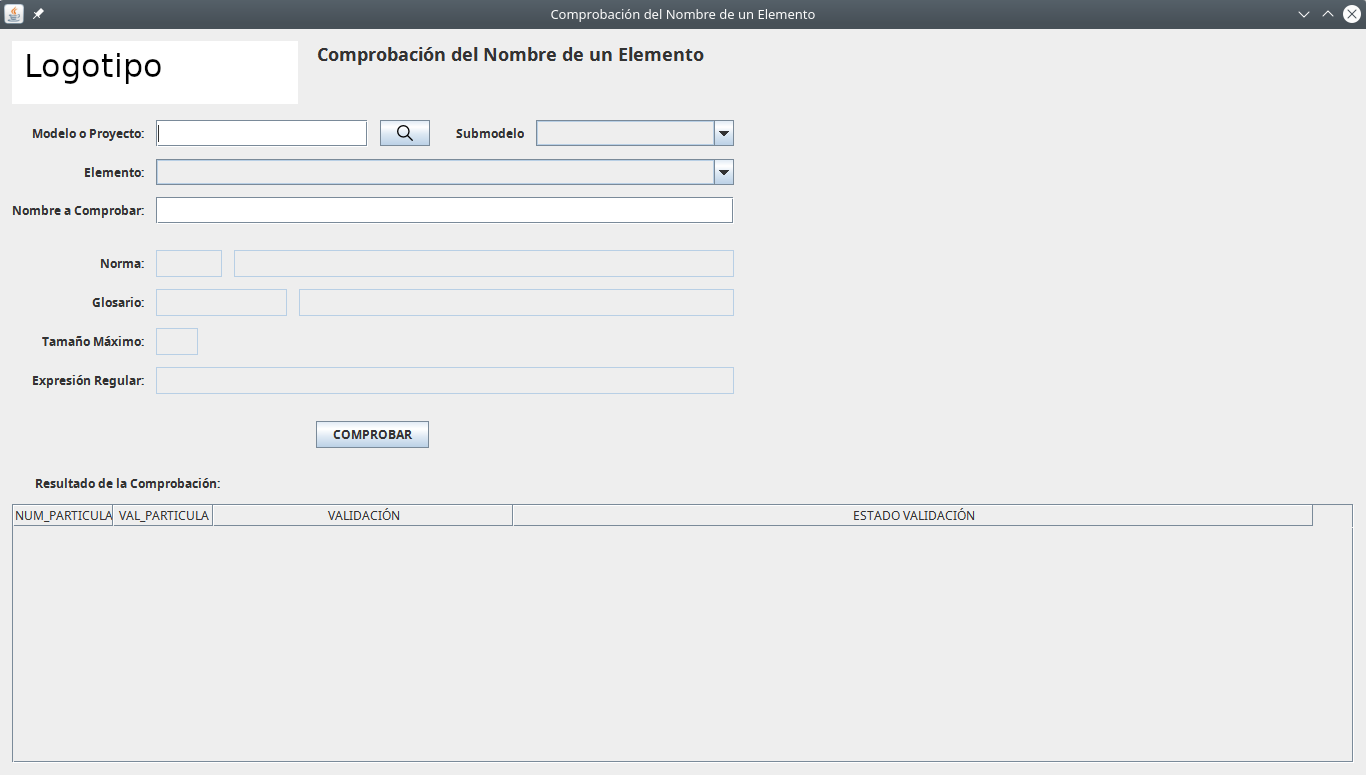 Comprobación del Nombre de un Elemento
Logotipo
Comprobación del Nombre de un Elemento
Modelo o Proyecto:
Submodelo
Elemento:
Nombre a Comprobar:
Norma:
Glosario:
Tamaño Máximo:
Expresión Regular:
COMPROBAR
Resultado de la Comprobación:
NUM_PARTICULA VAL_PARTICULA VALIDACIÓN ESTADO VALIDACIÓN